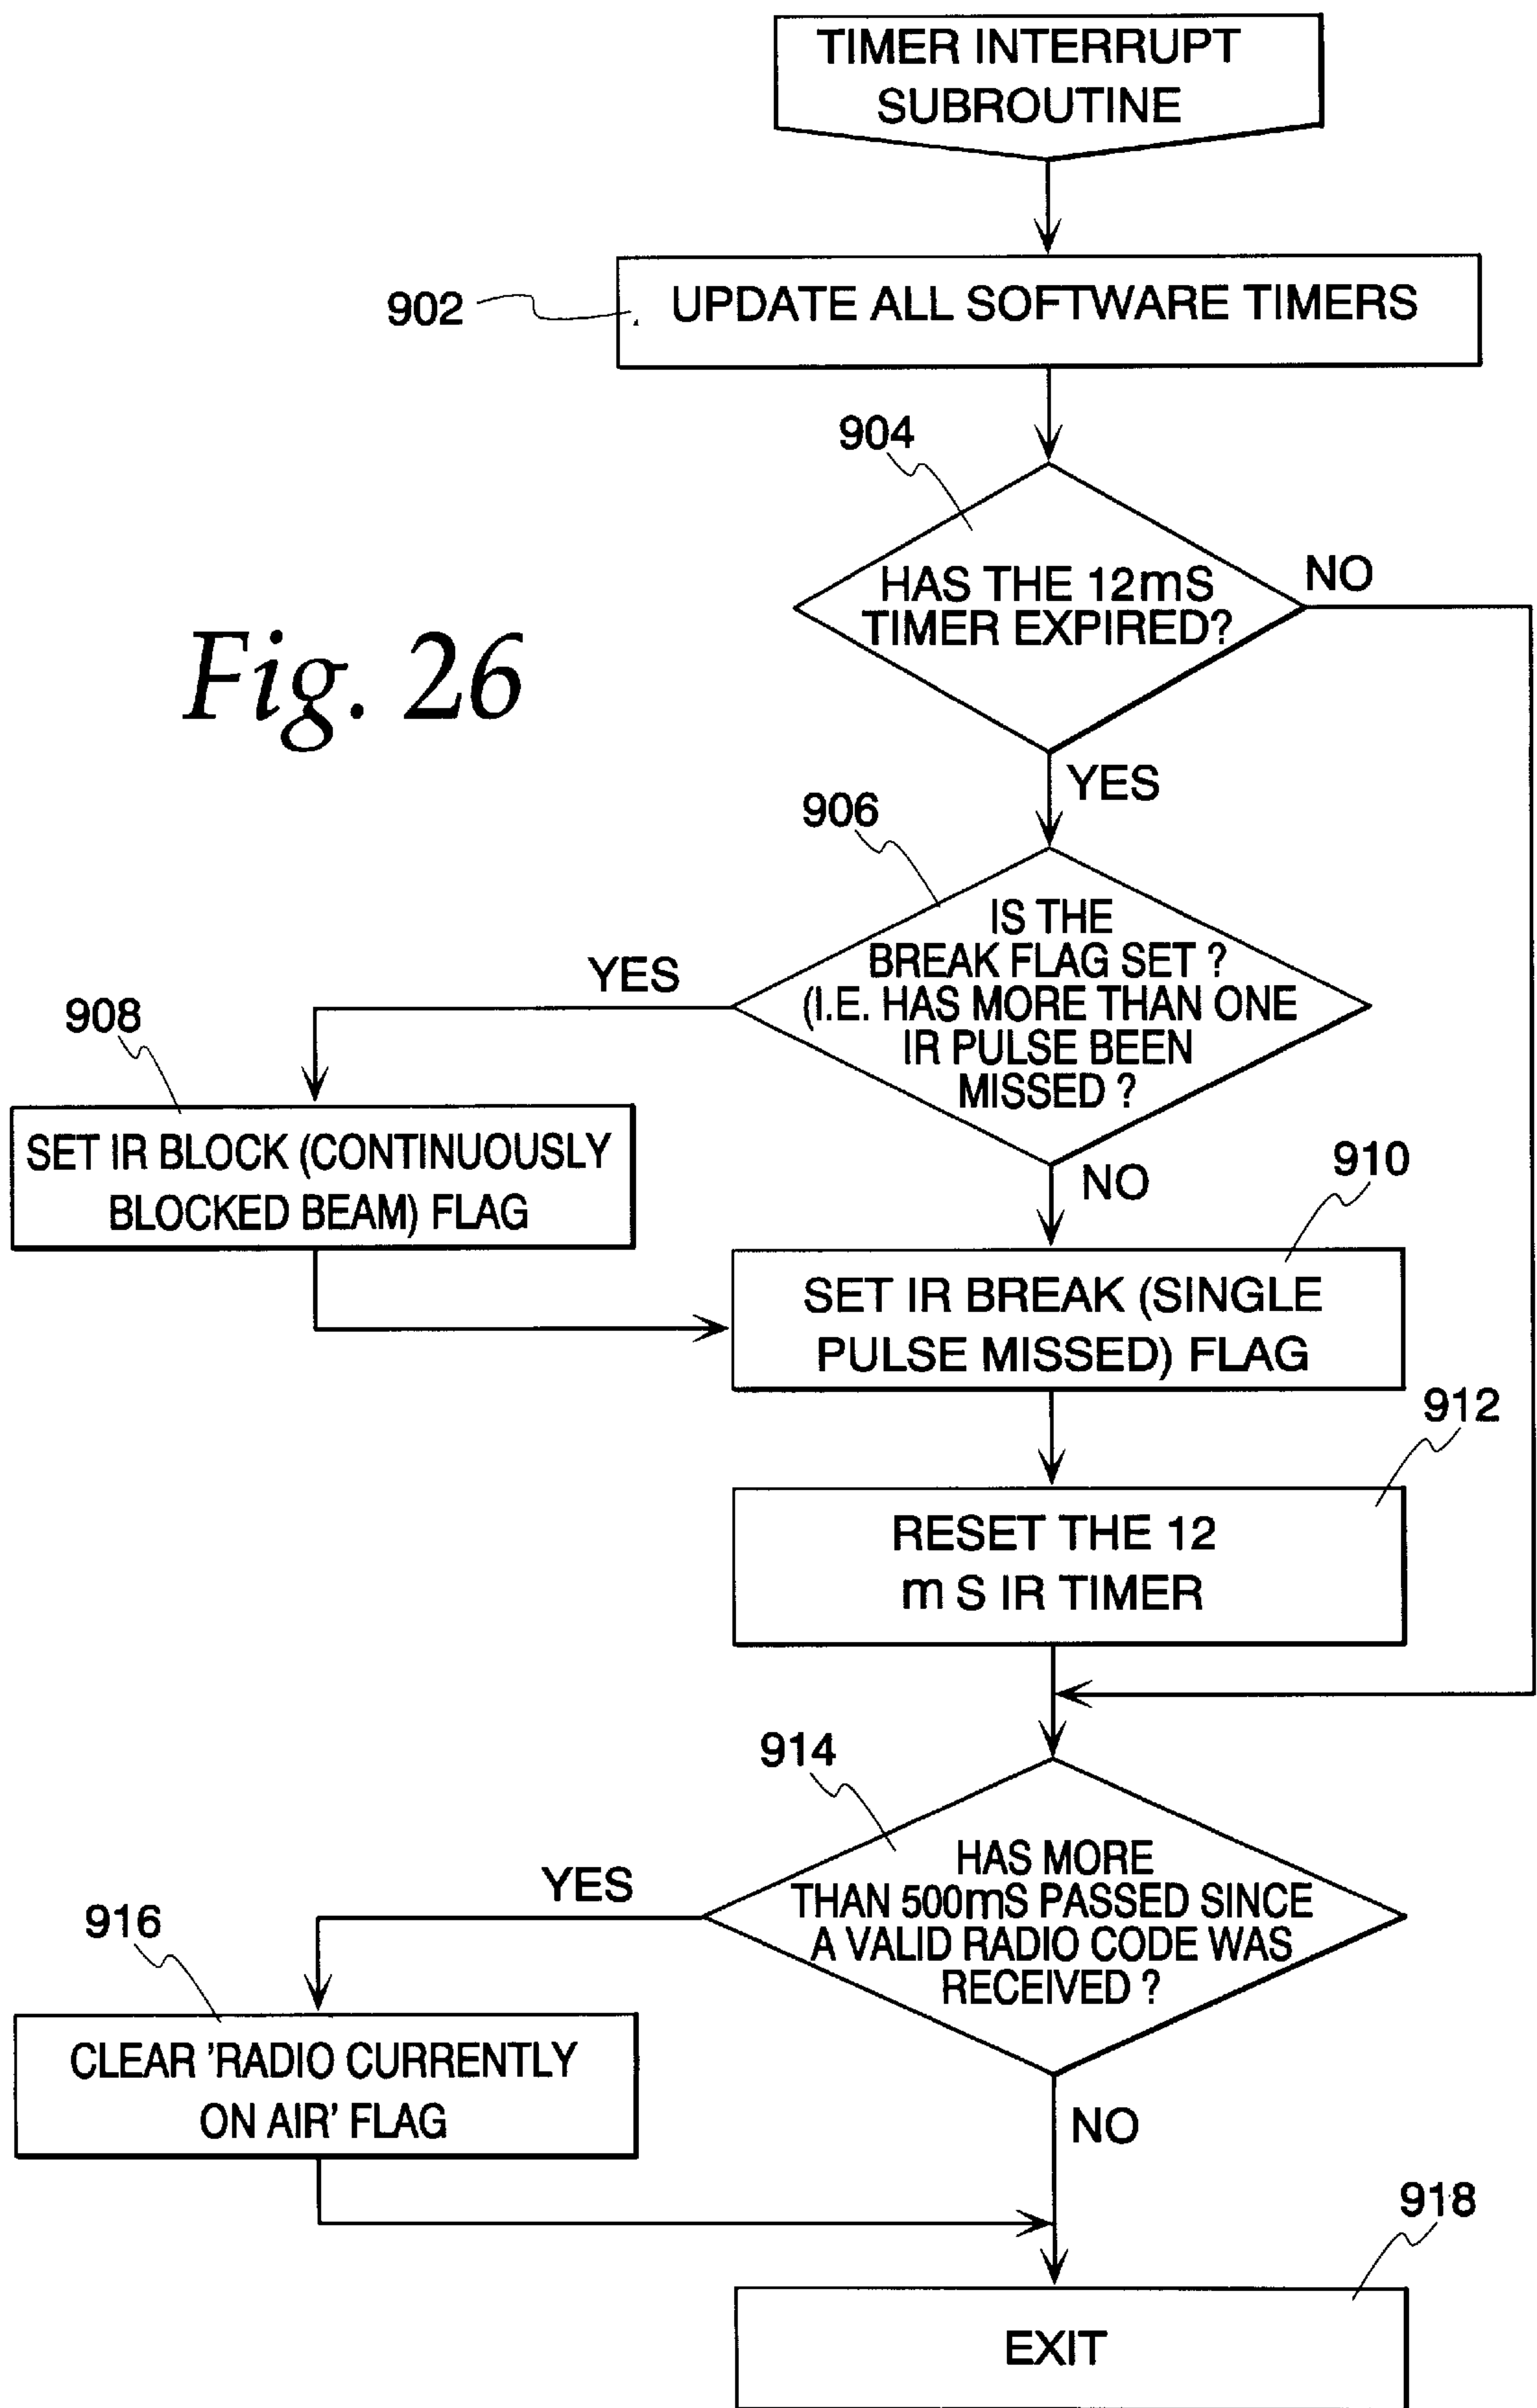 TIMER INTERRUPT
SUBROUTINE
902
UPDATE ALL SOFTWARE TIMERS
904
HAS THE 12mS
TIMER EXPIRED?
NO
Fig. 26
YES
906
IS THE
BREAK FLAG SET ?
(I.E. HAS MORE THAN ONE
IR PULSE BEEN
MISSED ?
YES
908
SET IR BLOCK (CONTINUOUSLY
BLOCKED BEAM) FLAG
NO
910
SET IR BREAK (SINGLE
PULSE MISSED) FLAG
912
RESET THE 12
m S IR TIMER
914
HAS MORE
THAN 500mS PASSED SINCE
A VALID RADIO CODE WAS
RECEIVED ?
YES
916
CLEAR 'RADIO CURRENTLY
ON AIR' FLAG
NO
918
EXIT